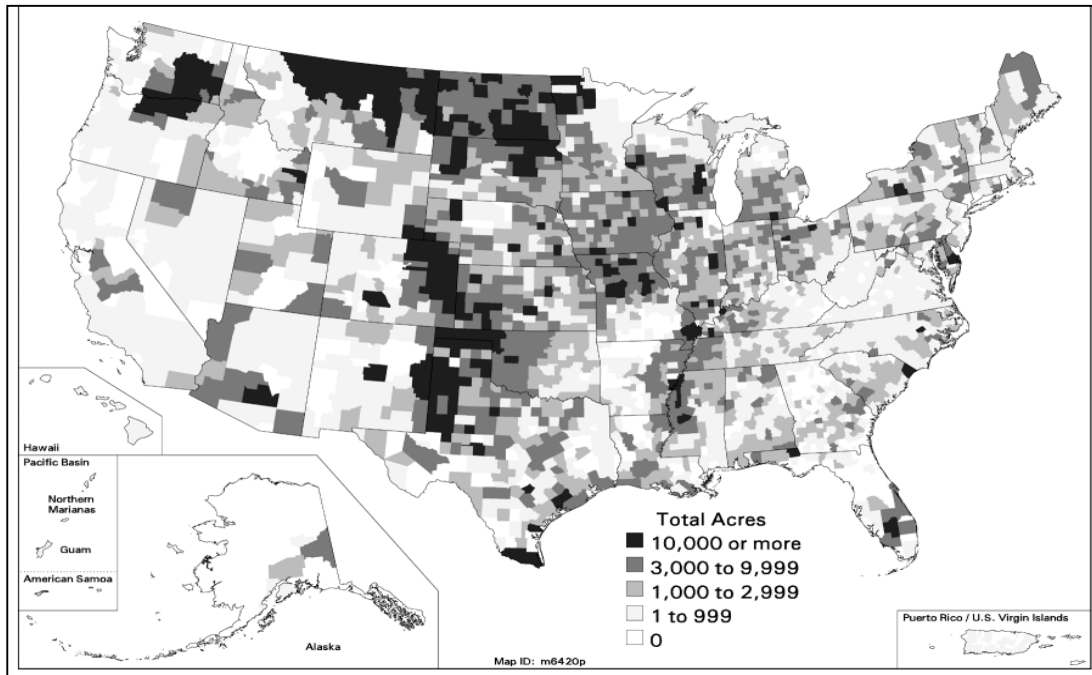 Hawaii
Pacific Basin
Northern
Marianas
Guam
American Samoa
Alaska
Total Acres
10,000 or more
3,000 to 9,999
1,000 to 2,999
1 to 999
0
Map ID: m6420p
Puerto Rico / U.S. Virgin Islands